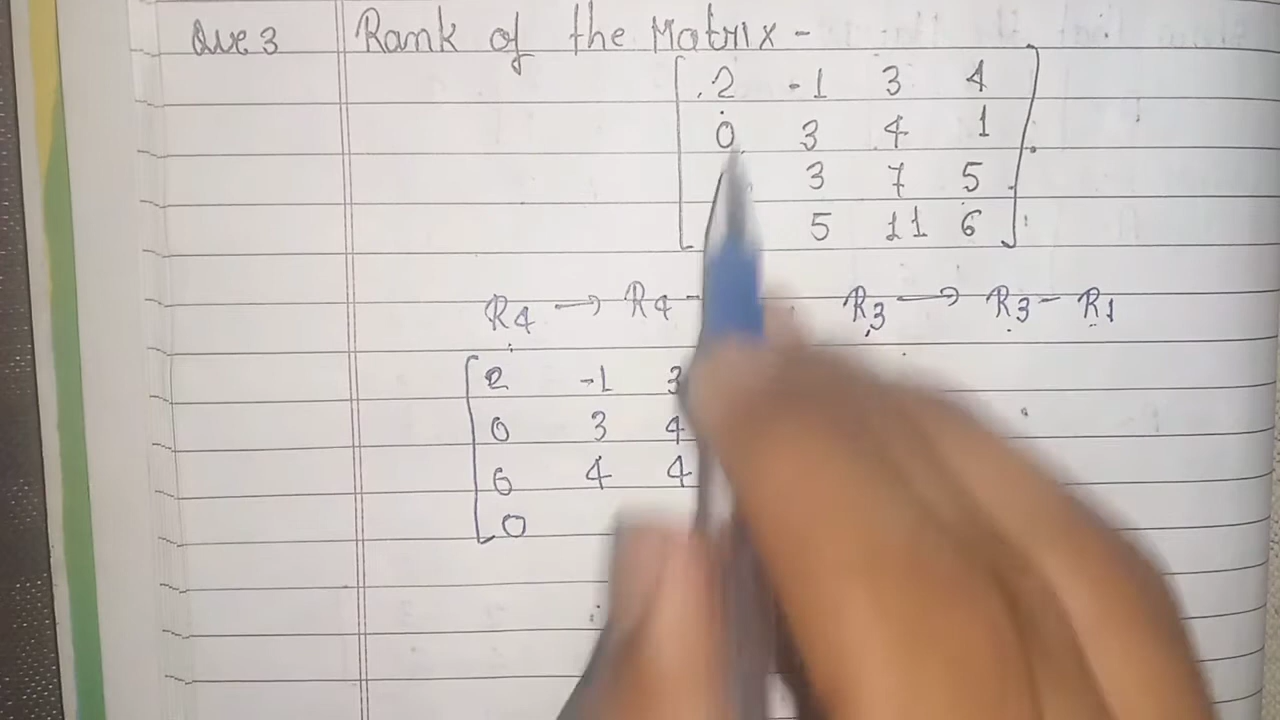 Que 3 Rank of the Matrix -
.2 -1 3 4
0 3 4 1
3 7 5
5 11 6
R4 → R4 - R3 → R3 - R1
2 -1 3
0 3 4
6 4 4
0